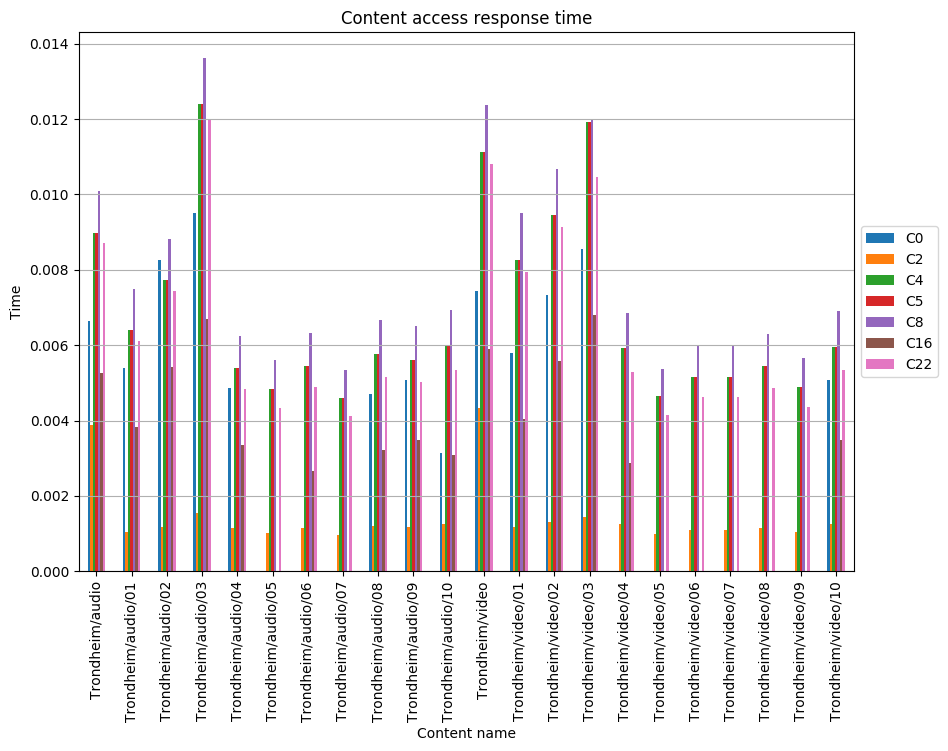 Content access response time
Time
0.014
0.012
0.010
0.008
0.006
0.004
0.002
0.000
C0
C2
C4
C5
C8
C16
C22
Trondheim/audio
Trondheim/audio/01
Trondheim/audio/02
Trondheim/audio/03
Trondheim/audio/04
Trondheim/audio/05
Trondheim/audio/06
Trondheim/audio/07
Trondheim/audio/08
Trondheim/audio/09
Trondheim/audio/10
Trondheim/video
Trondheim/video/01
Trondheim/video/02
Trondheim/video/03
Trondheim/video/04
Trondheim/video/05
Trondheim/video/06
Trondheim/video/07
Trondheim/video/08
Trondheim/video/09
Trondheim/video/10
Content name